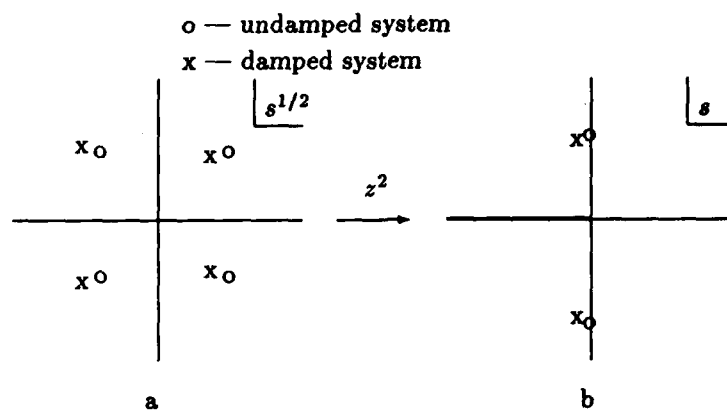 o — undamped system
x — damped system
s^{1/2}
s
x o
x o
x o
z^2
x o
x o
x o
a
b